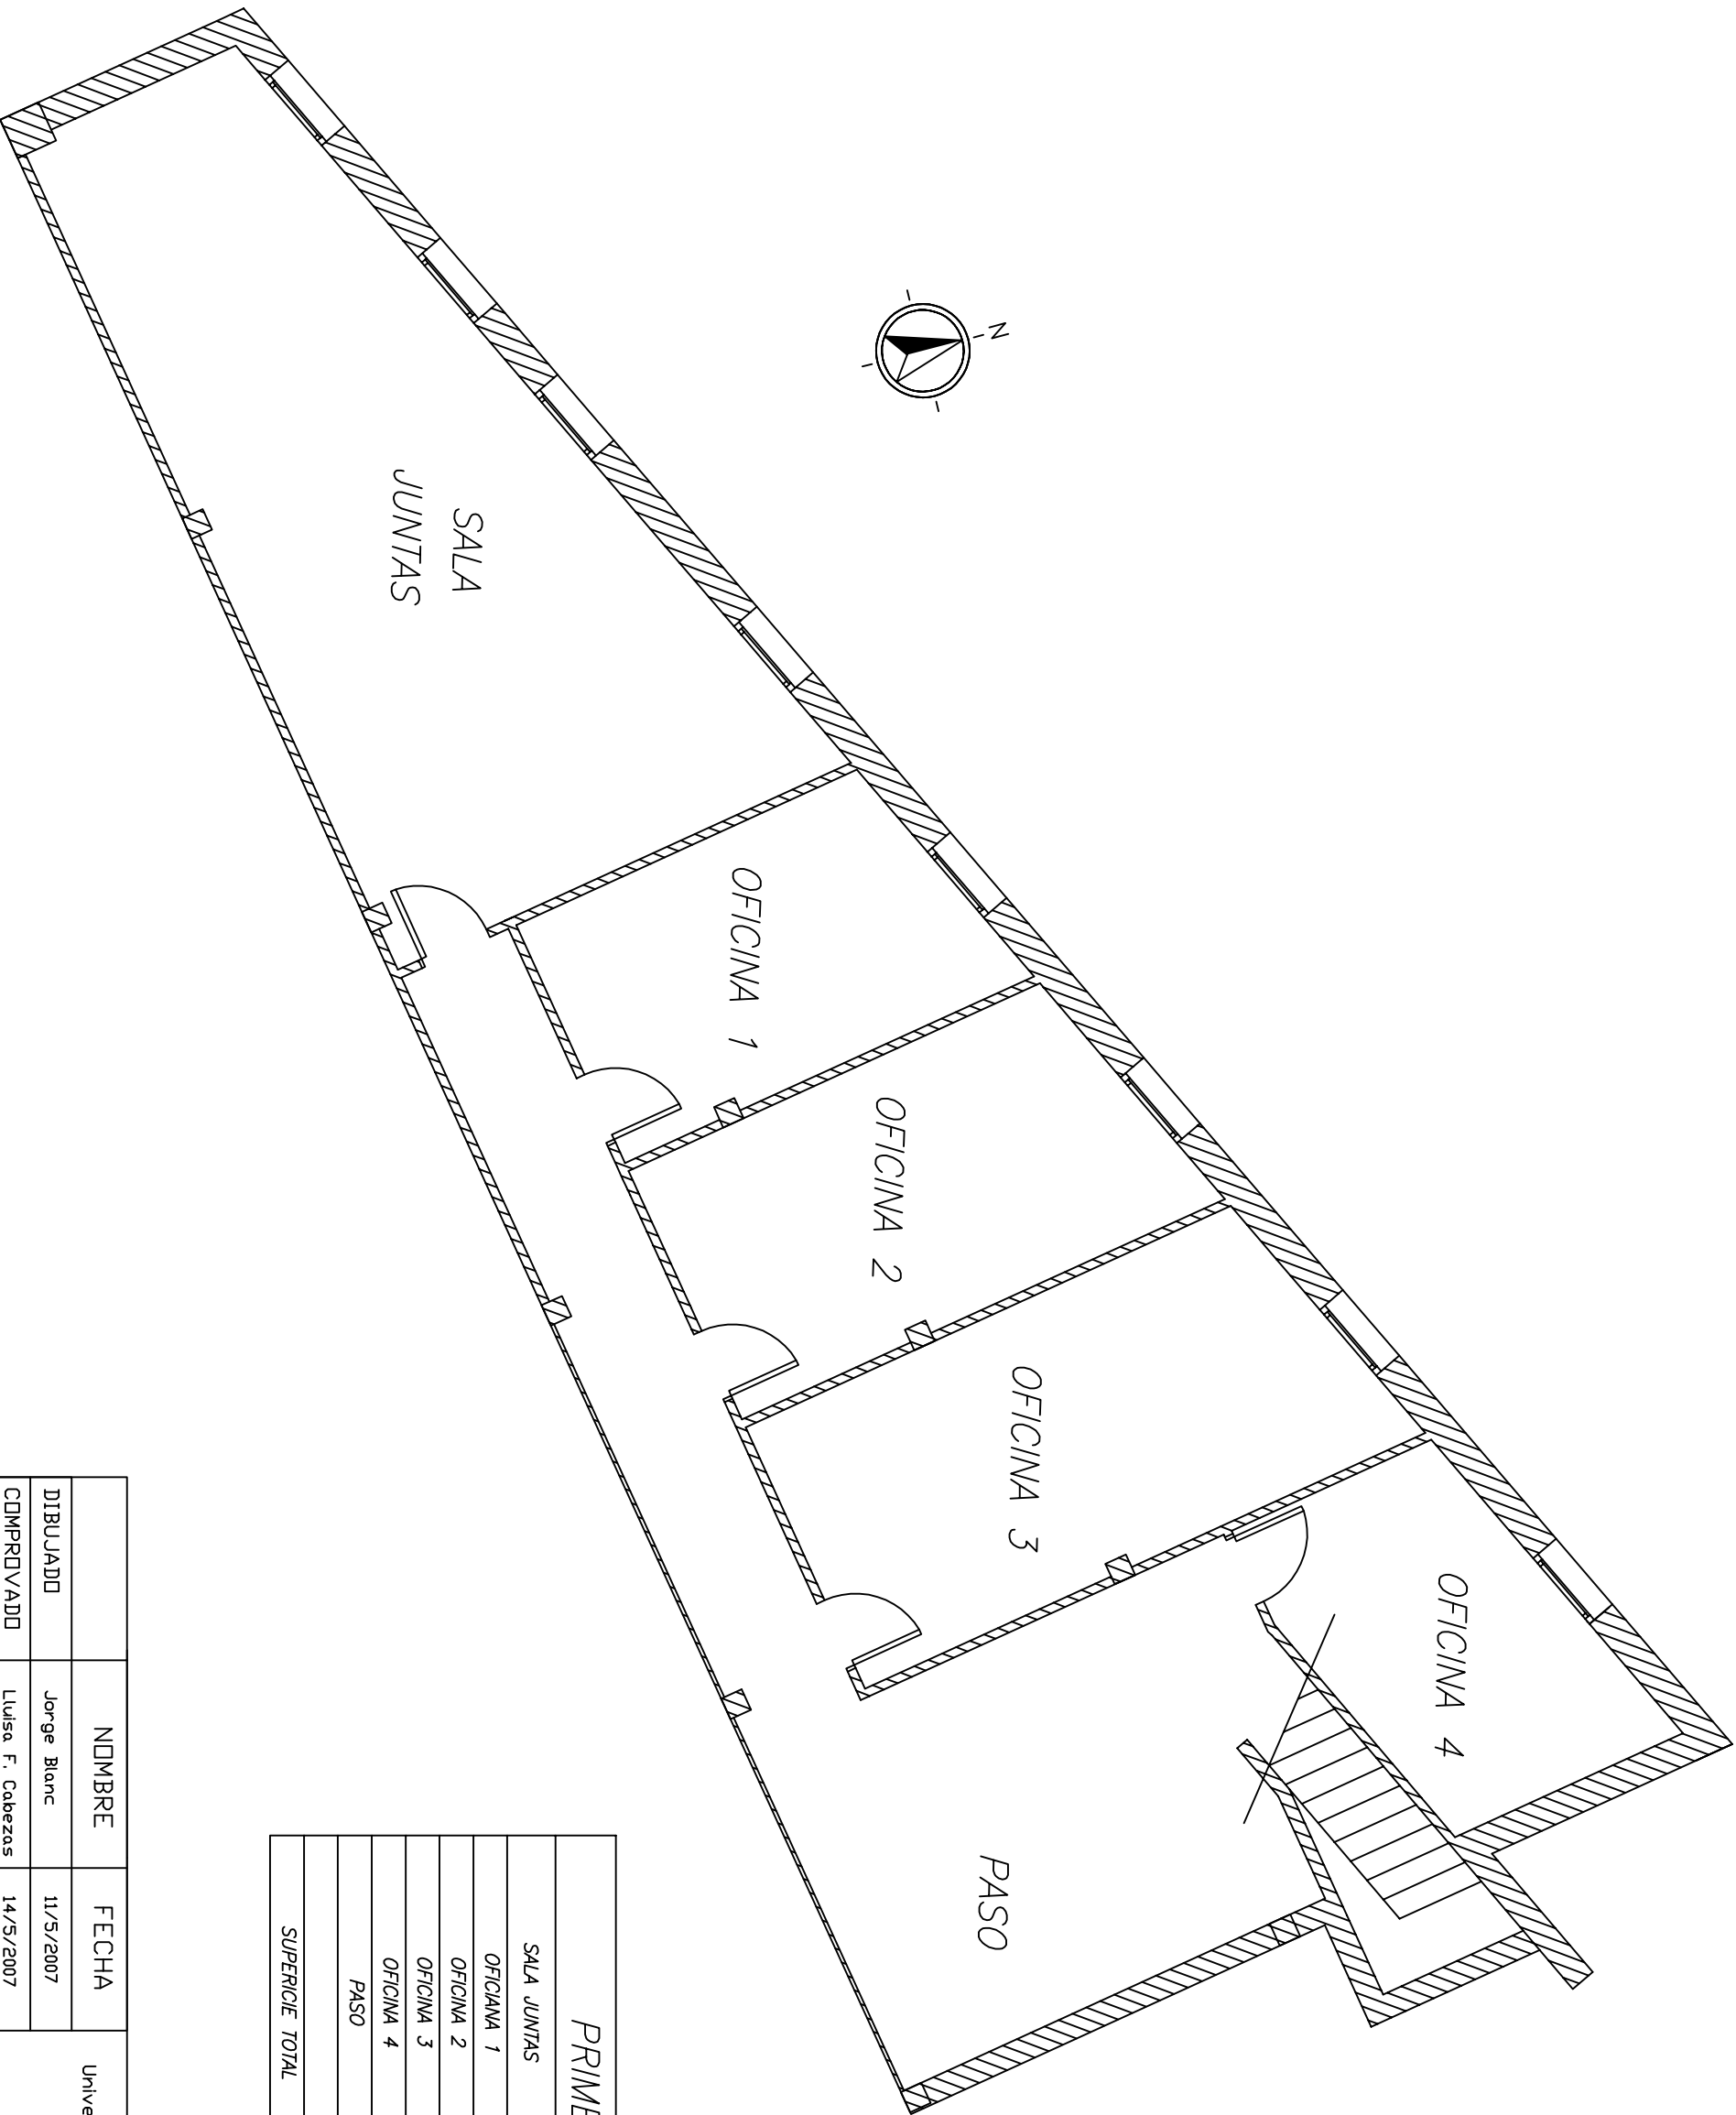 N
SALA
JUNTAS
OFICINA 1
OFICINA 2
OFICINA 3
OFICINA 4
PASO
SALA JUNTAS
OFICIANA 1
OFICINA 2
OFICINA 3
OFICINA 4
PASO
SUPERICIE TOTAL
NOMBRE FECHA
DIBUJADO Jorge Blanc 11/5/2007
COMPROVADO Lluisa F. Cabezas 14/5/2007